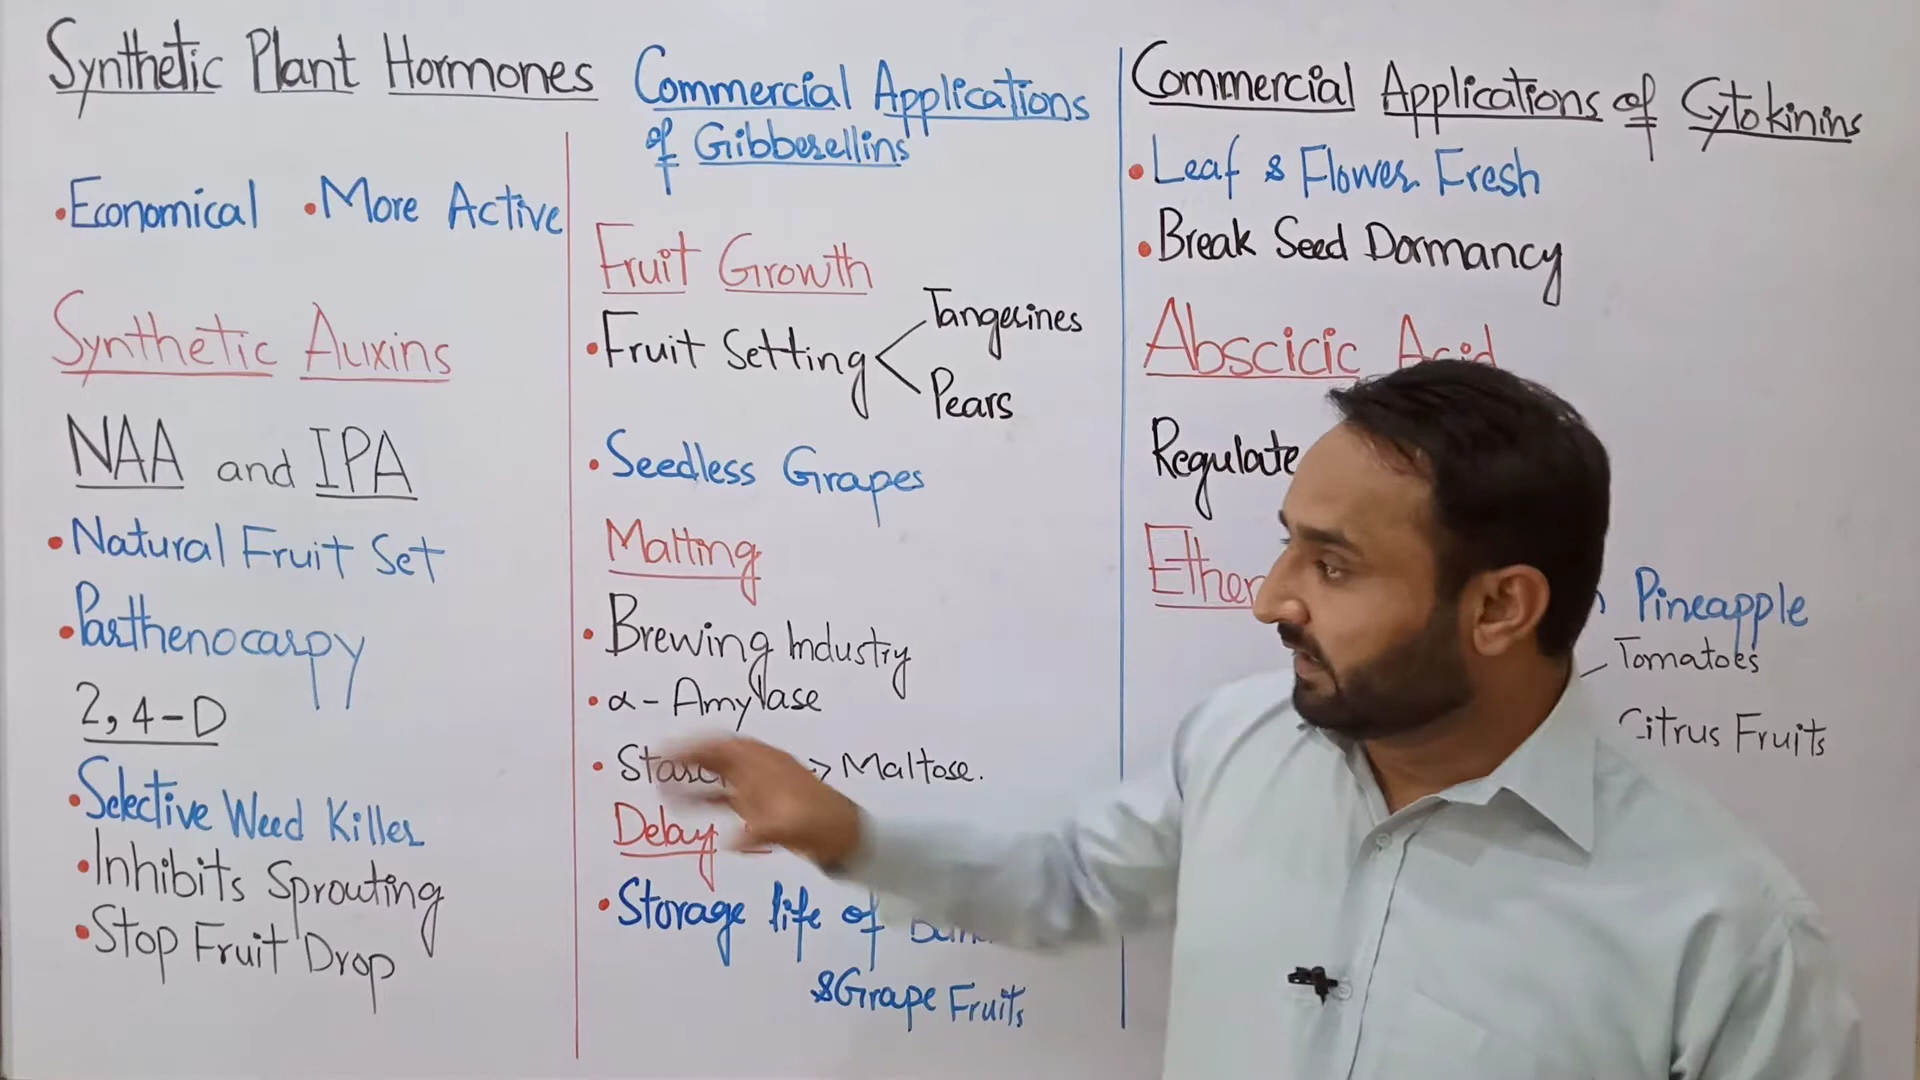 Synthetic Plant Hormones
• Economical • More Active
Synthetic Auxins
NAA and IPA
• Natural Fruit Set
• Parthenocarpy
2,4-D
• Selective Weed Killer
• Inhibits Sprouting
• Stop Fruit Drop
Commercial Applications
of Gibberellins
Fruit Growth
• Fruit Setting
Tangerines
Pears
• Seedless Grapes
Malting
• Brewing Industry
• α-Amylase
• → Maltose.
Delay
• Storage life of
& Grape Fruits
Commercial Applications of Cytokinins
• Leaf & Flower Fresh
• Break Seed Dormancy
Abscicic Acid
Regulate
Pineapple
Tomatoes
Citrus Fruits